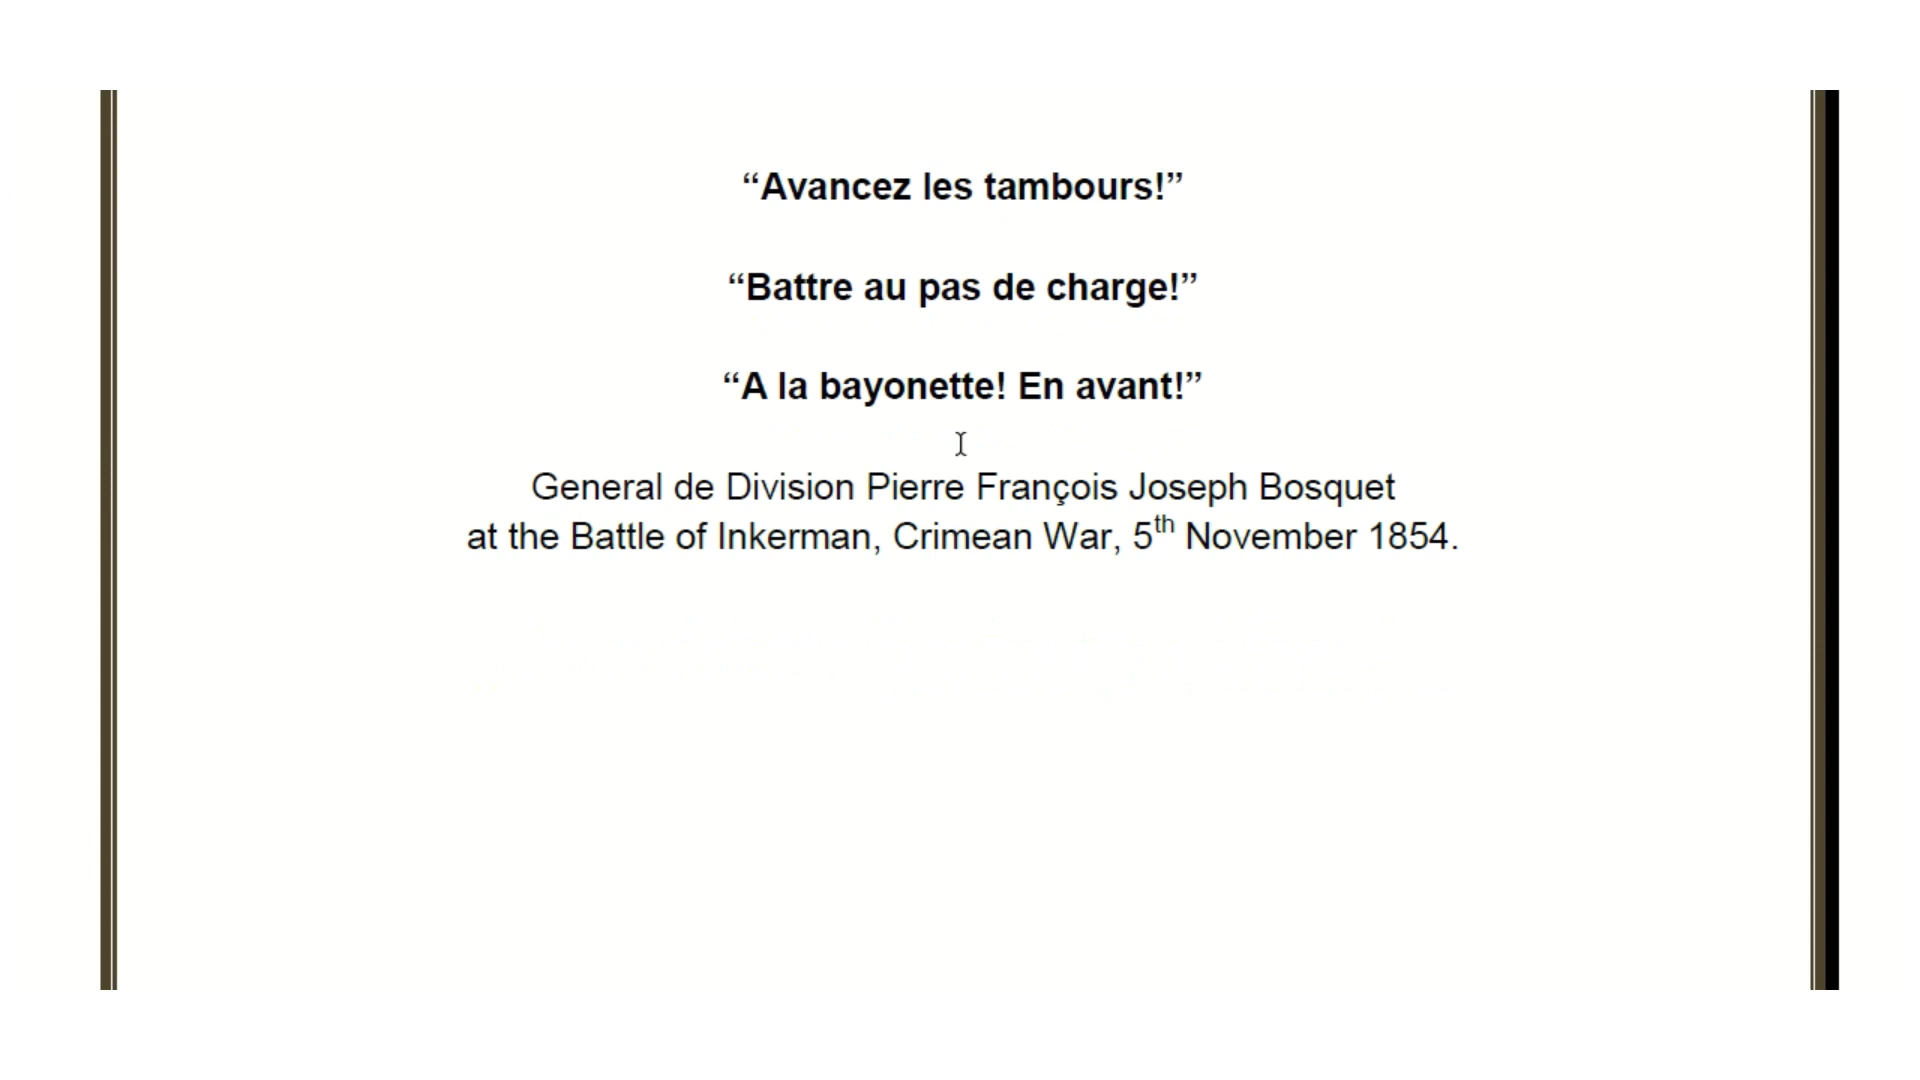 “Avancez les tambours!”
“Battre au pas de charge!”
“A la bayonette! En avant!”
General de Division Pierre François Joseph Bosquet
at the Battle of Inkerman, Crimean War, 5th November 1854.